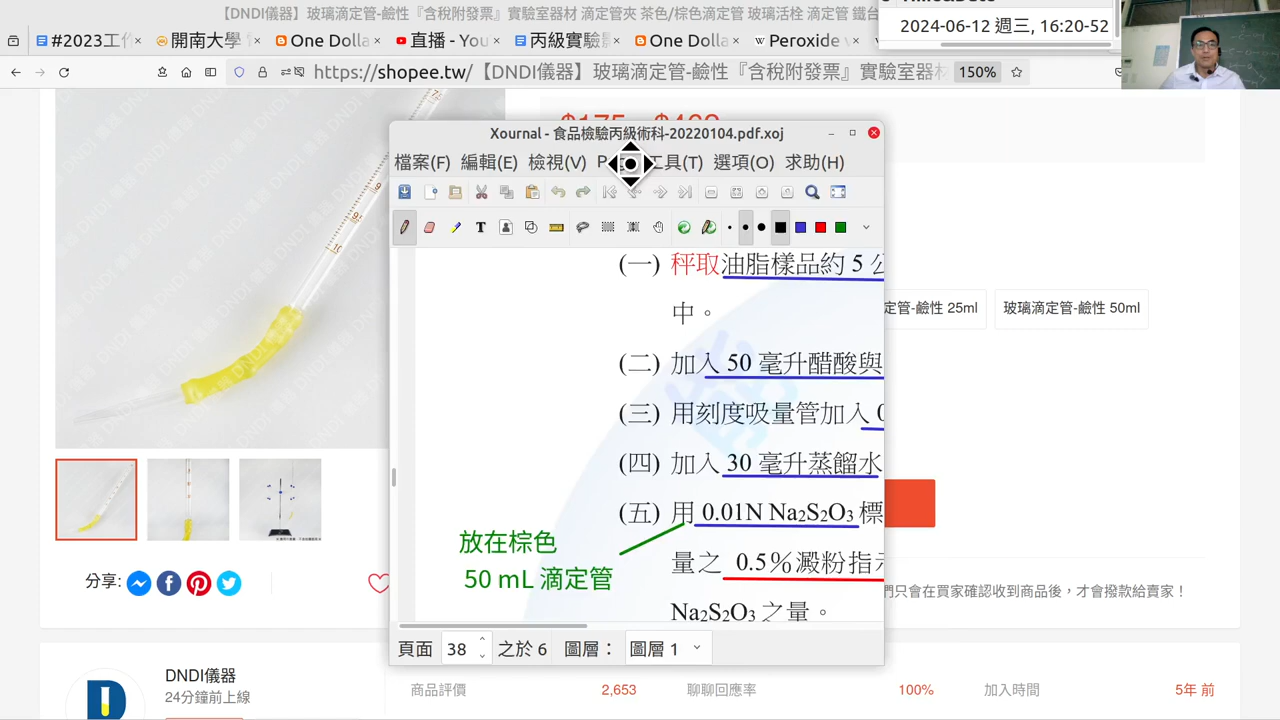 【DNDI儀器】玻璃滴定管-鹼性『含稅附發票』實驗室器材 滴定管夾 茶色/棕色滴定管 玻璃活栓 滴定管 鐵台
2024-06-12 週三, 16:20-52
#2023工作
開南大學
One Dolla
直播 - You
丙級實驗
One Dolla
Peroxide v
https://shopee.tw/【DNDI儀器】玻璃滴定管-鹼性『含稅附發票』實驗室器材
150%
Xournal - 食品檢驗丙級術科-20220104.pdf.xoj
檔案(F) 編輯(E) 檢視(V) 工具(T) 選項(O) 求助(H)
(一) 秤取油脂樣品約 5 公
中。
(二) 加入 50 毫升醋酸與
(三) 用刻度吸量管加入 0
(四) 加入 30 毫升蒸餾水
(五) 用 0.01N Na₂S₂O₃ 標
放在棕色
50 mL 滴定管
量之 0.5%澱粉指示
Na₂S₂O₃ 之量。
定管-鹼性 25ml
玻璃滴定管-鹼性 50ml
分享:
們只會在買家確認收到商品後，才會撥款給賣家！
頁面 38 之於 6 圖層： 圖層 1
DNDI儀器
24分鐘前上線
商品評價 2,653 聊聊回應率 100% 加入時間 5年 前